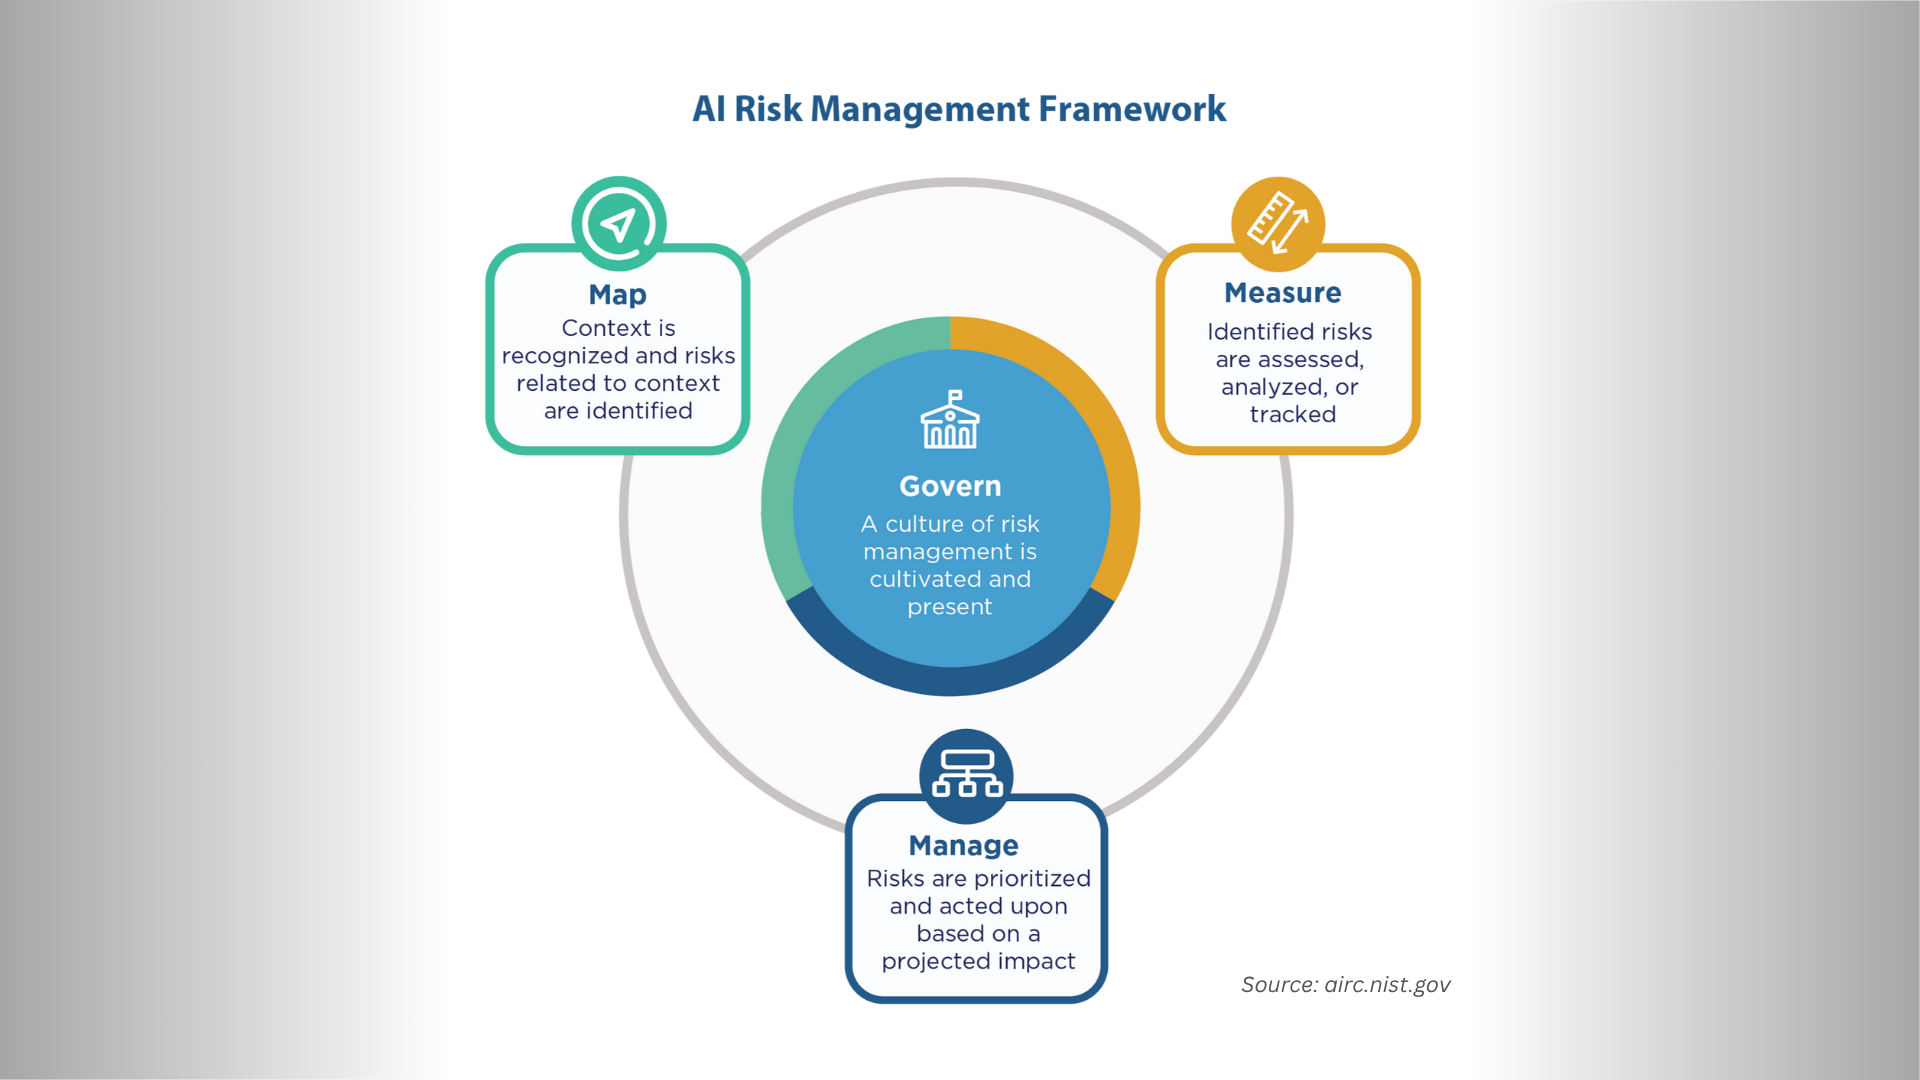 AI Risk Management Framework
Map
Context is
recognized and risks
related to context
are identified
Measure
Identified risks
are assessed,
analyzed, or
tracked
Govern
A culture of risk
management is
cultivated and
present
Manage
Risks are prioritized
and acted upon
based on a
projected impact
Source: airc.nist.gov